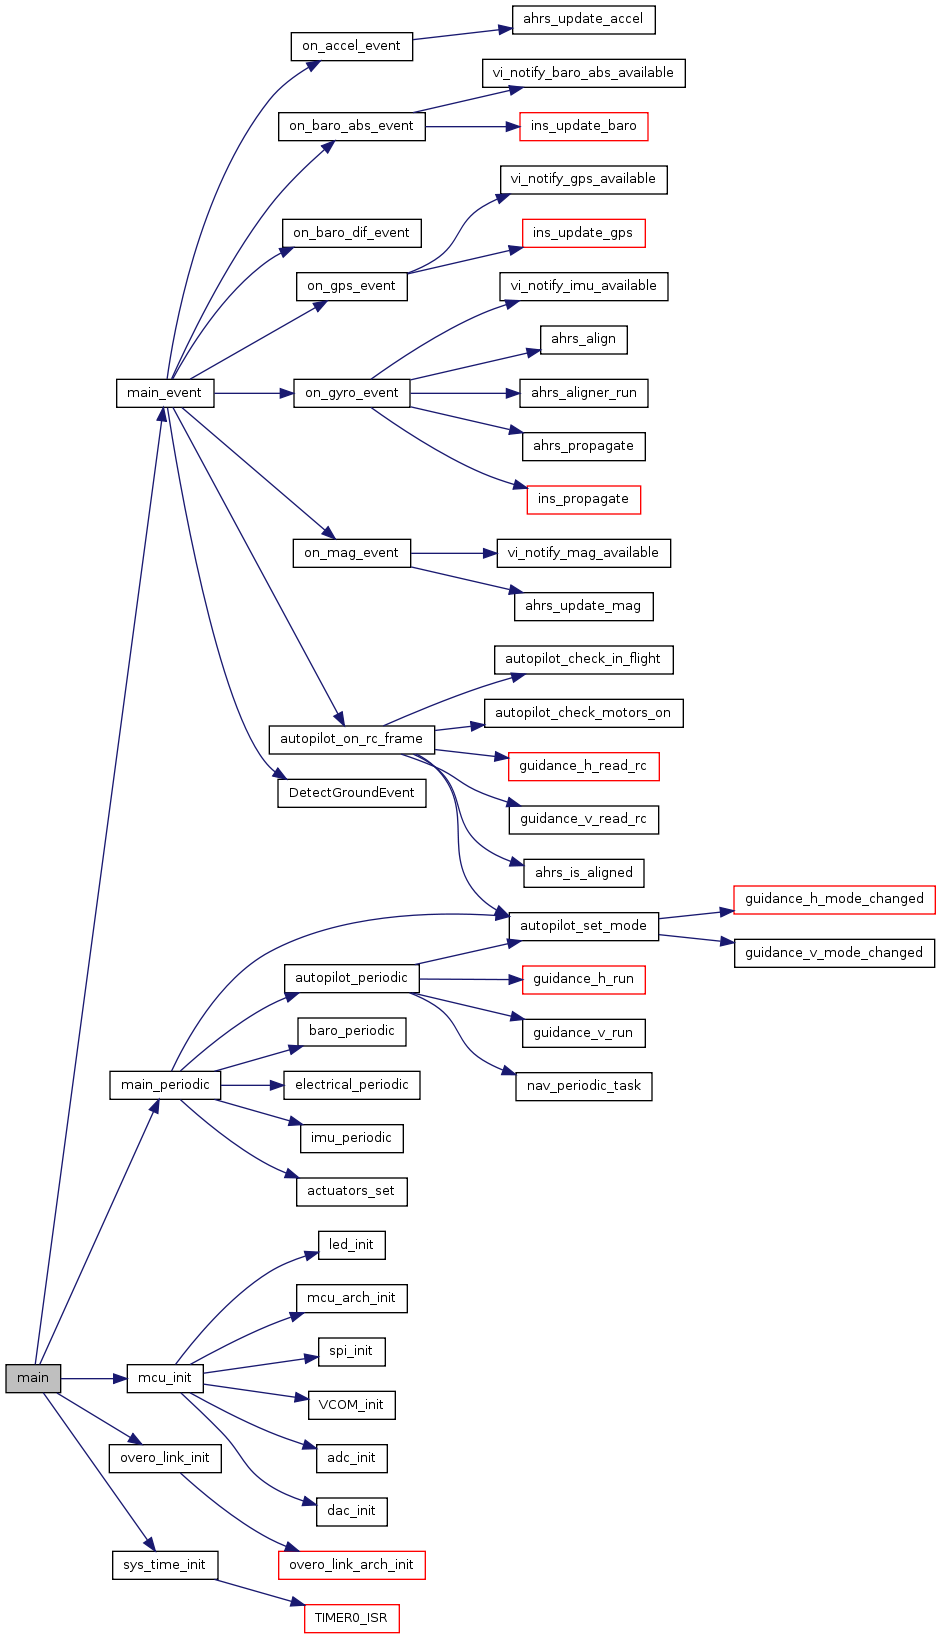 ahrs_update_accel
on_accel_event
vi_notify_baro_abs_available
on_baro_abs_event
ins_update_baro
vi_notify_gps_available
on_baro_dif_event
ins_update_gps
on_gps_event
vi_notify_imu_available
ahrs_align
main_event
on_gyro_event
ahrs_aligner_run
ahrs_propagate
ins_propagate
on_mag_event
vi_notify_mag_available
ahrs_update_mag
autopilot_check_in_flight
autopilot_check_motors_on
autopilot_on_rc_frame
guidance_h_read_rc
DetectGroundEvent
guidance_v_read_rc
ahrs_is_aligned
guidance_h_mode_changed
autopilot_set_mode
guidance_v_mode_changed
autopilot_periodic
guidance_h_run
baro_periodic
guidance_v_run
main_periodic
electrical_periodic
nav_periodic_task
imu_periodic
actuators_set
led_init
mcu_arch_init
spi_init
main
mcu_init
VCOM_init
overo_link_init
adc_init
dac_init
sys_time_init
overo_link_arch_init
TIMER0_ISR